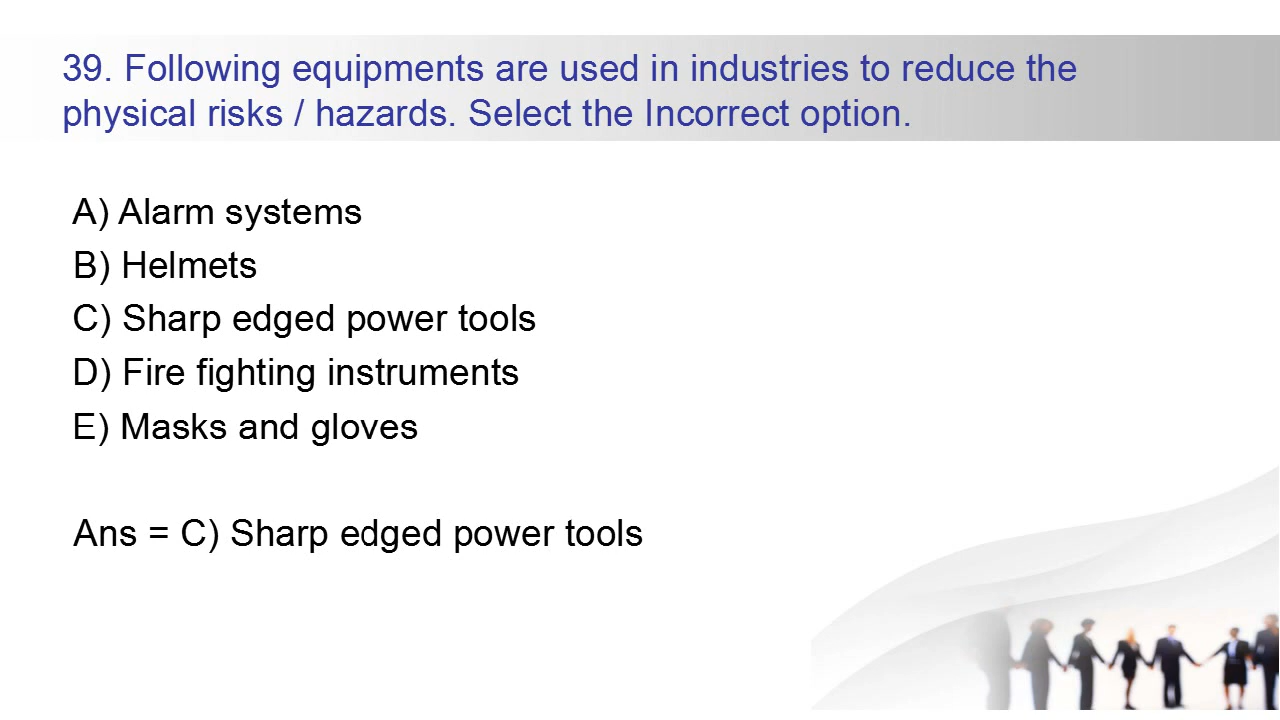 39. Following equipments are used in industries to reduce the
physical risks / hazards. Select the Incorrect option.
A) Alarm systems
B) Helmets
C) Sharp edged power tools
D) Fire fighting instruments
E) Masks and gloves
Ans = C) Sharp edged power tools